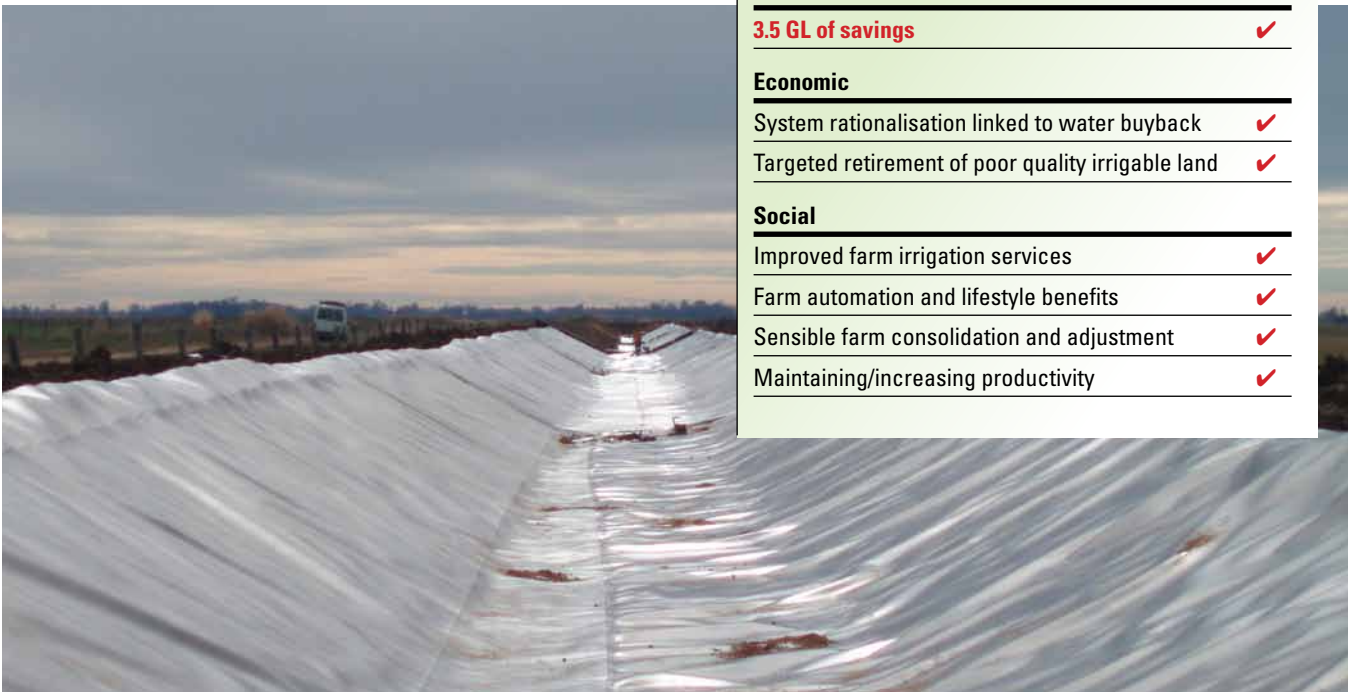 3.5 GL of savings ✔
Economic
System rationalisation linked to water buyback ✔
Targeted retirement of poor quality irrigable land ✔
Social
Improved farm irrigation services ✔
Farm automation and lifestyle benefits ✔
Sensible farm consolidation and adjustment ✔
Maintaining/increasing productivity ✔